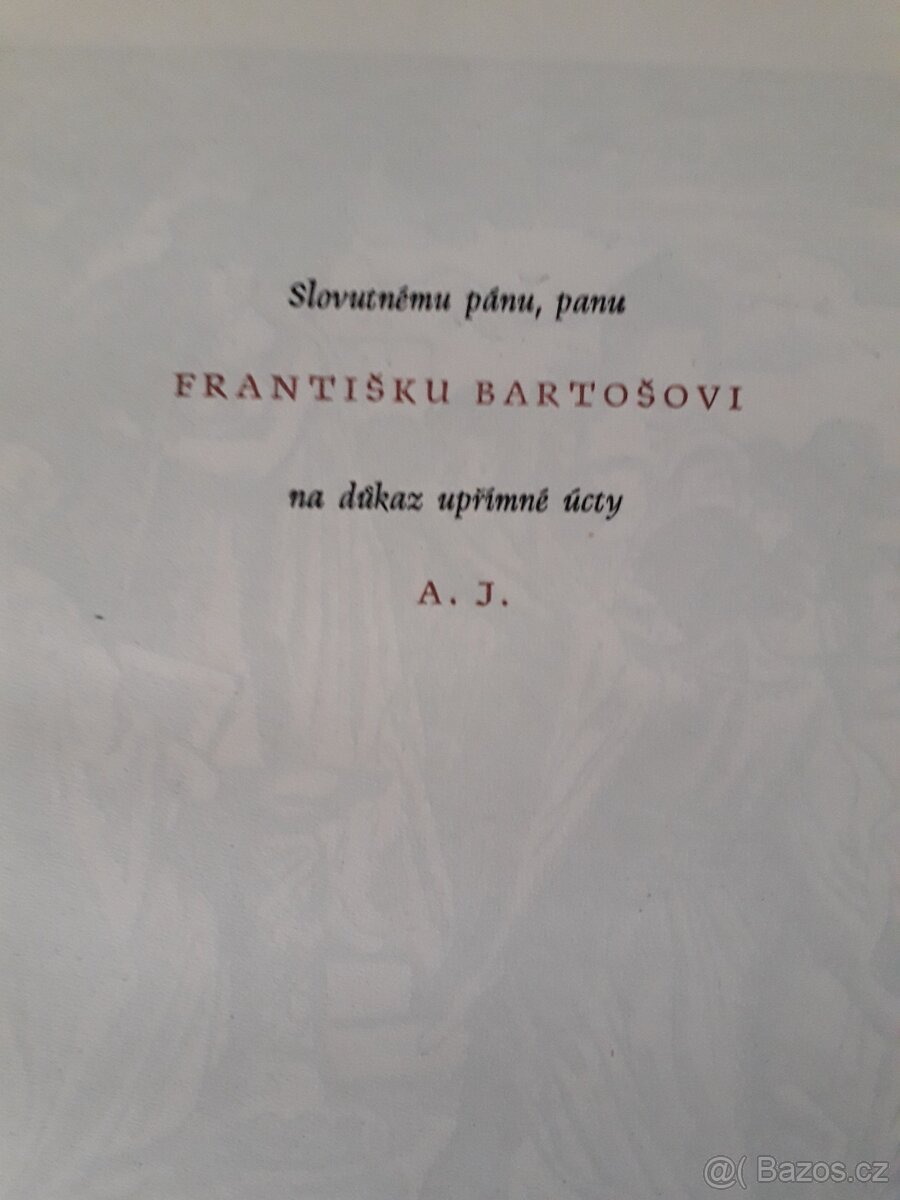 Slovutnému pánu, panu
FRANTIŠKU BARTOŠOVI
na důkaz upřímné úcty
A. J.
@( Bazos.cz